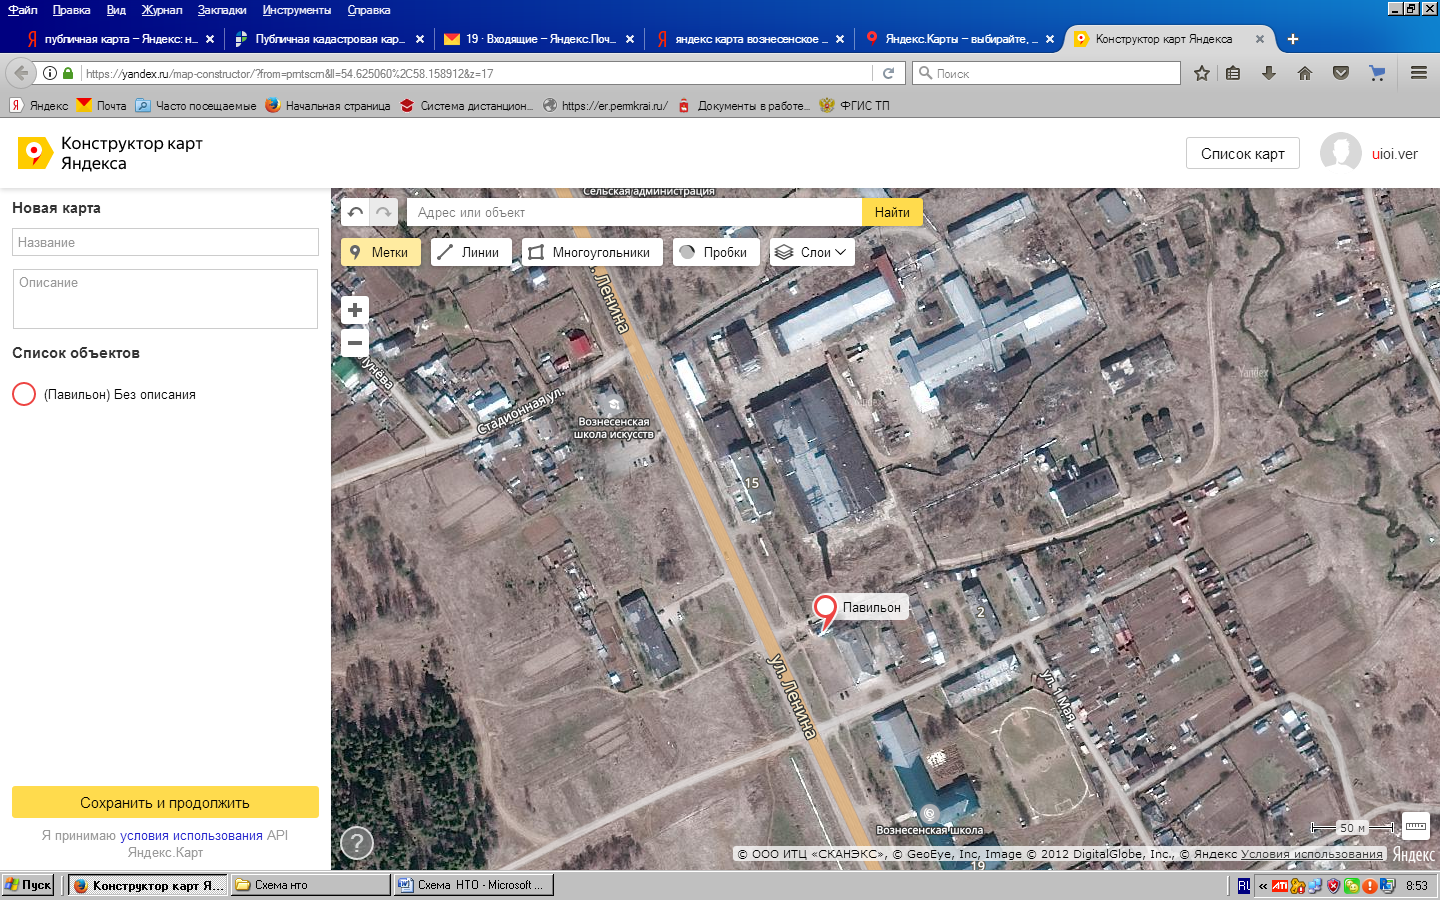 Файл Правка Вид Журнал Закладки Инструменты Справка
публичная карта – Яндекс: н...
Публичная кадастровая кар...
19 · Входящие – Яндекс.Поч...
яндекс карта вознесенское ...
Яндекс.Карты – выбирайте, ...
Конструктор карт Яндекса
https://yandex.ru/map-constructor/?from=prntscrn&ll=54.625060%2C58.158912&z=17
Поиск
Яндекс Почта Часто посещаемые Начальная страница Система дистанцион... https://er.permkrai.ru/ Документы в работе... ФГИС ТП
Конструктор карт
Яндекса
Список карт
uioi.ver
Новая карта
Название
Описание
Список объектов
(Павильон) Без описания
Сохранить и продолжить
Я принимаю условия использования API
Яндекс.Карт
Сельская администрация
Адрес или объект
Найти
Метки Линии Многоугольники Пробки Слои
ул. Ленина
Стадионная ул.
Вознесенская
школа искусств
Yandex
Yandex
15
Павильон
2
ул. Ленина
ул. 1 Мая
Вознесенская школа
19
50 м
?
© ООО ИТЦ «СКАНЭКС», © GeoEye, Inc, Image © 2012 DigitalGlobe, Inc., © Яндекс Условия использования
Яндекс
Пуск
Конструктор карт Я...
Схема нто
Схема НТО - Microsoft ...
RU
«
ATI
8:53